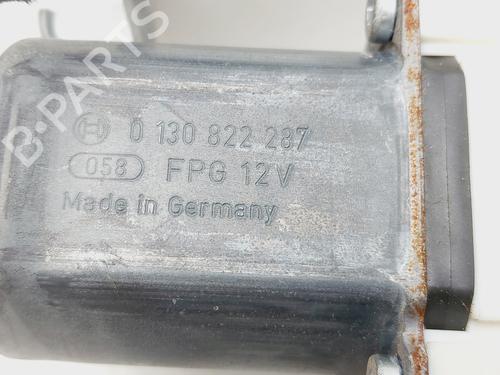 0 130 822 287
058 FPG 12V
Made in Germany
B-PARTS